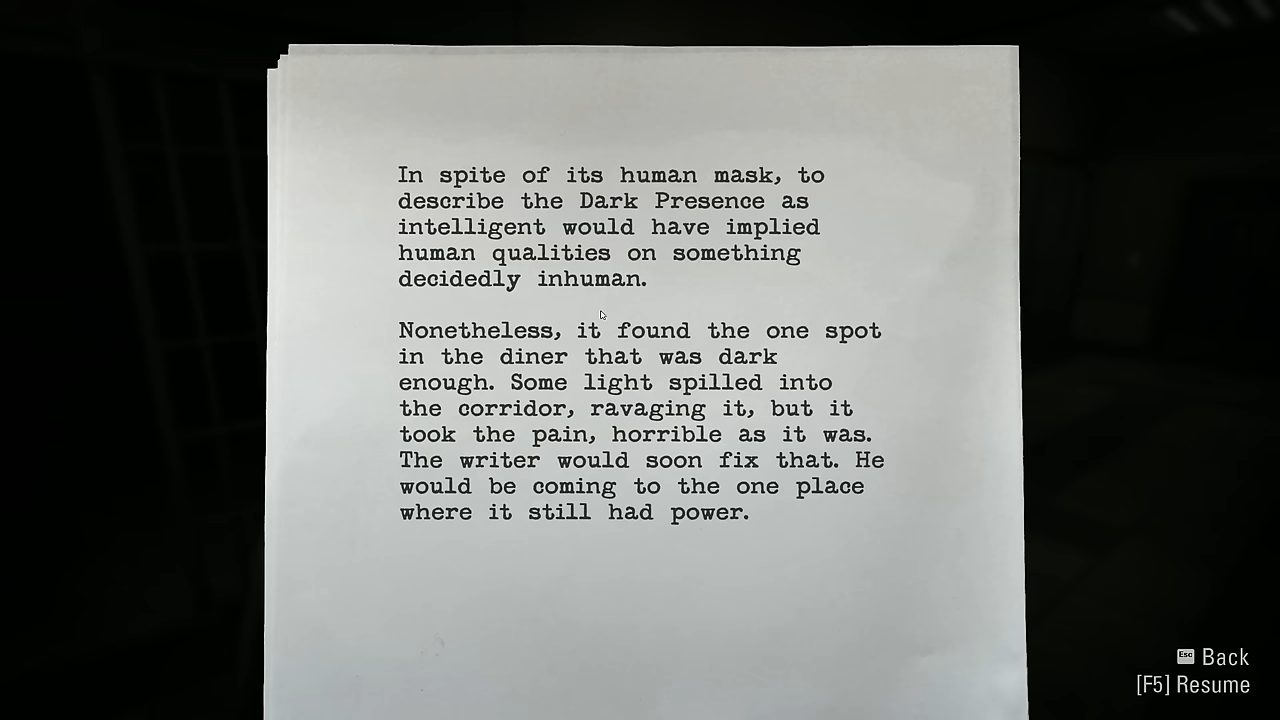 In spite of its human mask, to
describe the Dark Presence as
intelligent would have implied
human qualities on something
decidedly inhuman.
Nonetheless, it found the one spot
in the diner that was dark
enough. Some light spilled into
the corridor, ravaging it, but it
took the pain, horrible as it was.
The writer would soon fix that. He
would be coming to the one place
where it still had power.
Esc Back
[F5] Resume